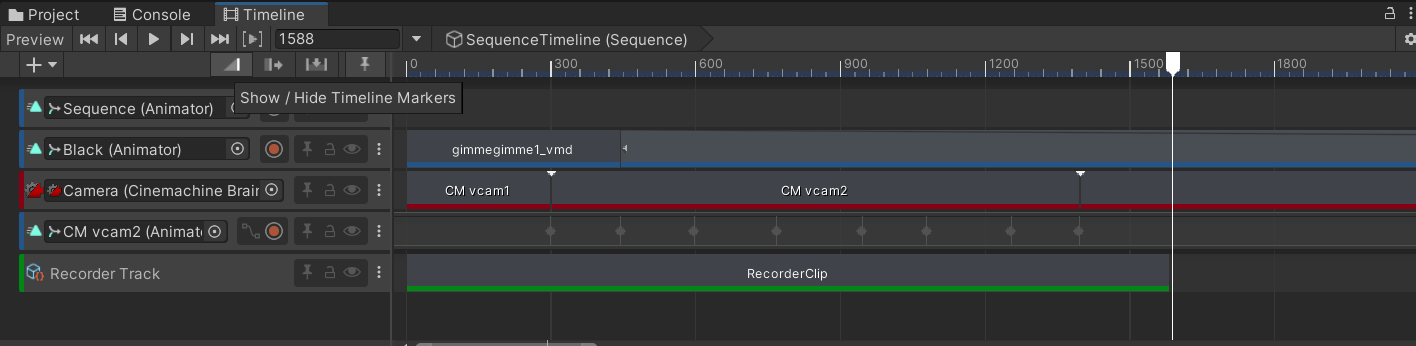 Project Console Timeline
Preview 1588 SequenceTimeline (Sequence)
0 300 600 900 1200 1500 1800
Show / Hide Timeline Markers
Sequence (Animator)
Black (Animator) gimmegimme1_vmd
Camera (Cinemachine Brain CM vcam1 CM vcam2
CM vcam2 (Animat
Recorder Track RecorderClip